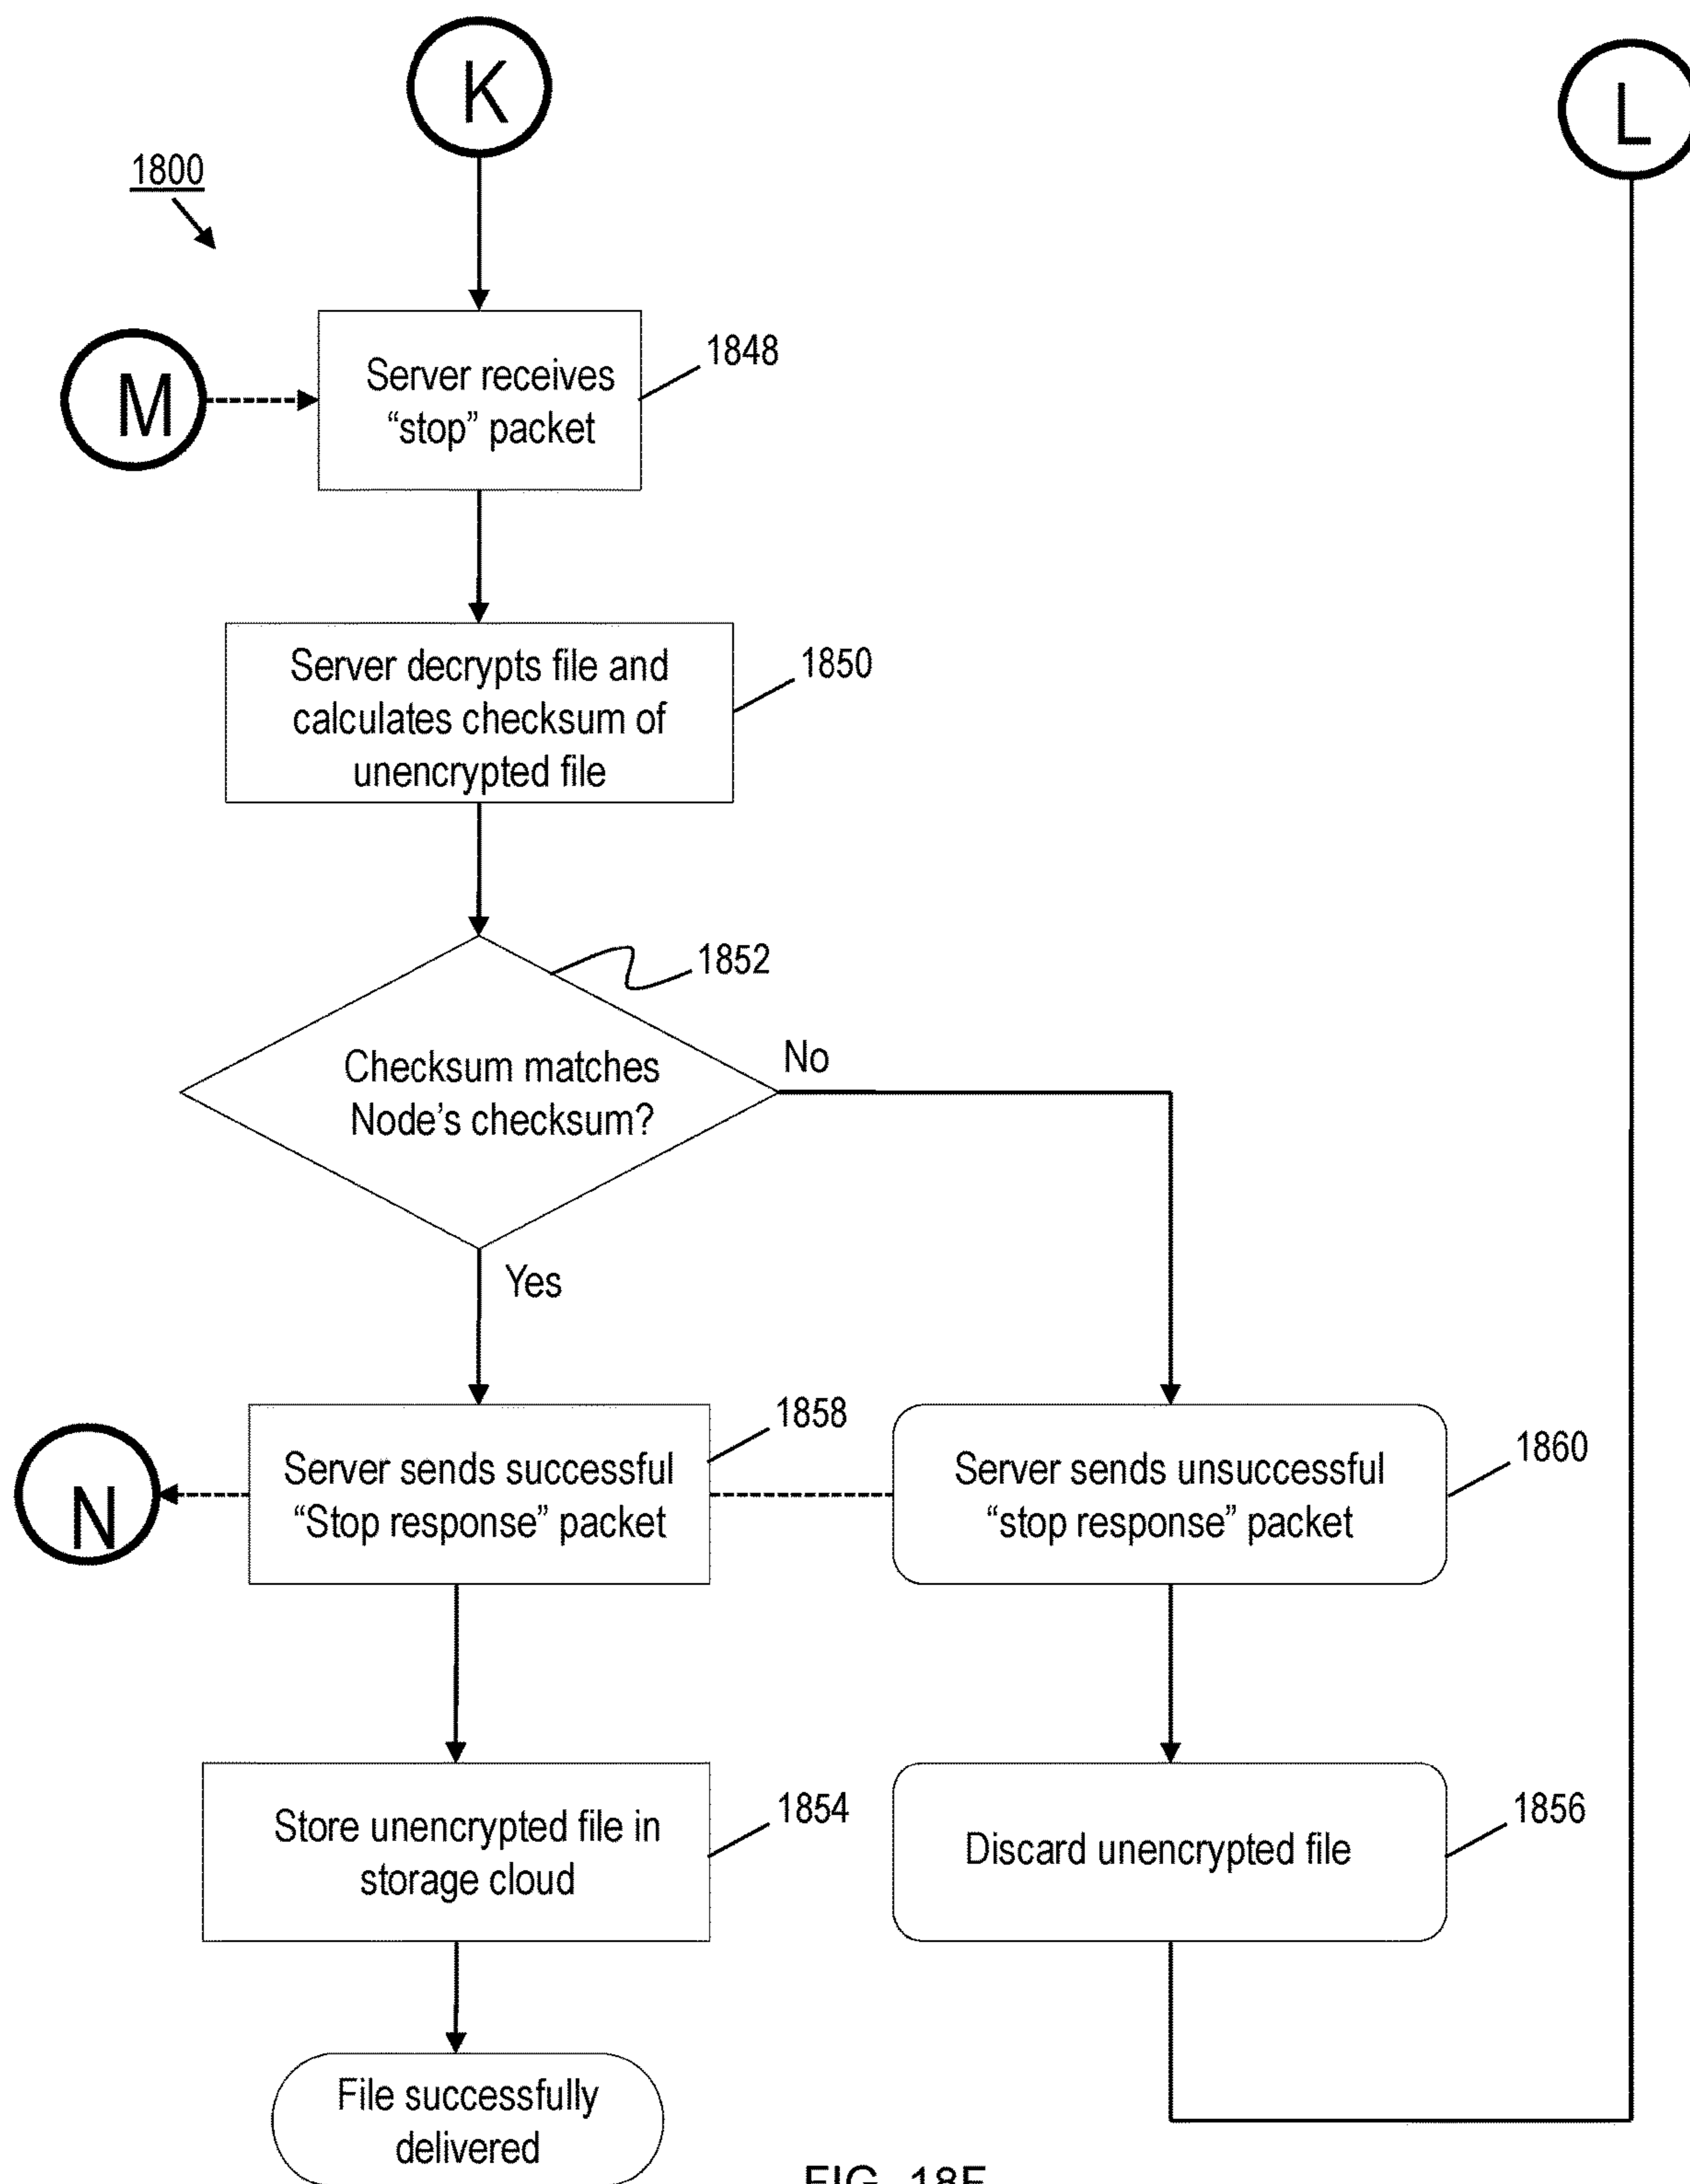 K
L
1800
M
Server receives
“stop” packet
1848
Server decrypts file and
calculates checksum of
unencrypted file
1850
1852
Checksum matches
Node’s checksum?
No
Yes
N
Server sends successful
“Stop response” packet
1858
Server sends unsuccessful
“stop response” packet
1860
Store unencrypted file in
storage cloud
1854
Discard unencrypted file
1856
File successfully
delivered